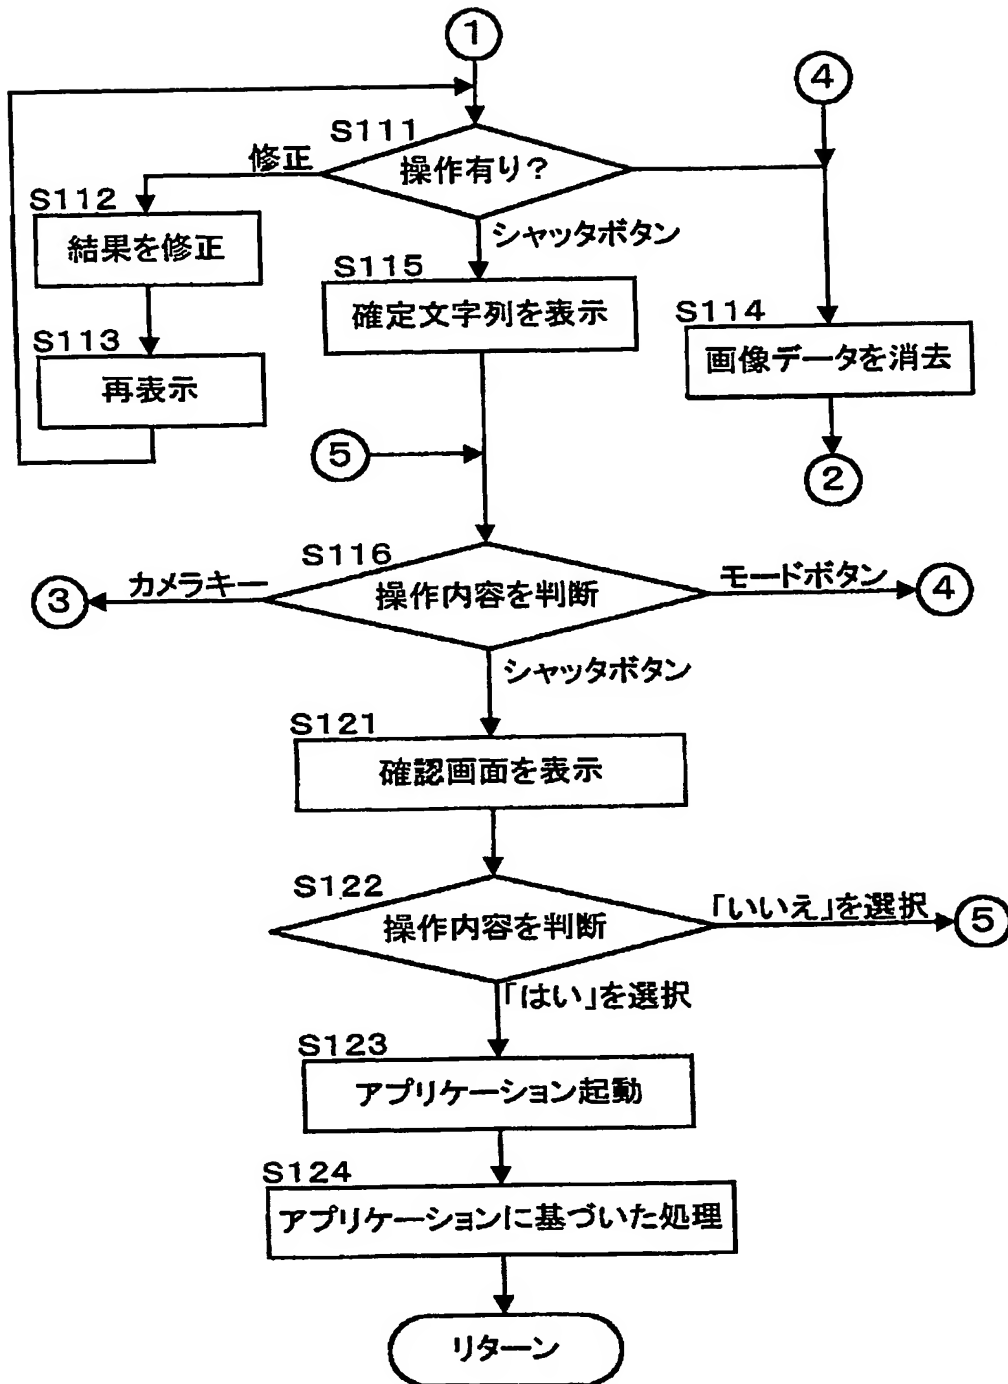 1
4
S111
操作有り?
修正
S112
結果を修正
シャッタボタン
S115
確定文字列を表示
S114
画像データを消去
S113
再表示
5
2
S116
操作内容を判断
カメラキー
3
モードボタン
4
シャッタボタン
S121
確認画面を表示
S122
操作内容を判断
「いいえ」を選択
5
「はい」を選択
S123
アプリケーション起動
S124
アプリケーションに基づいた処理
リターン